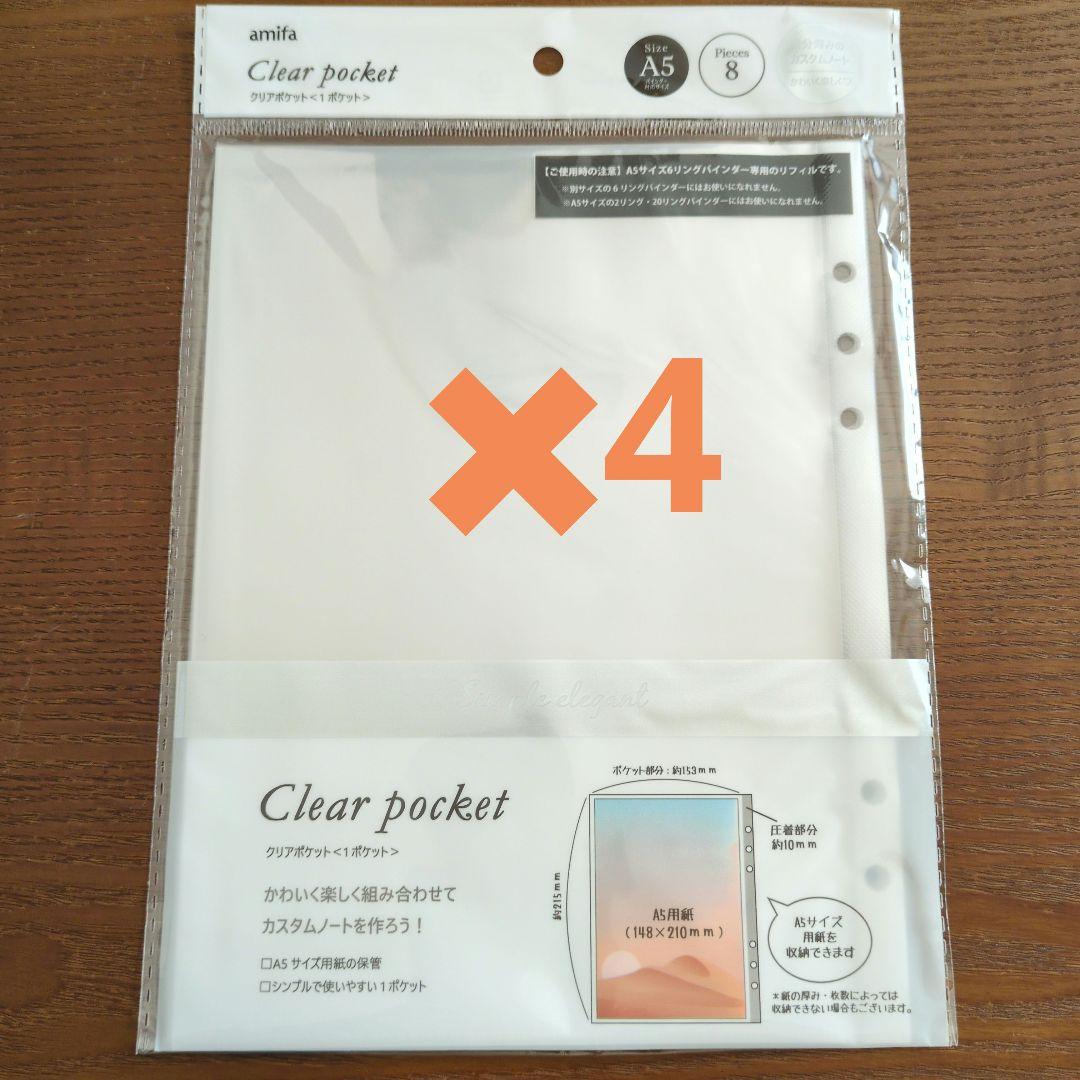 amifa
Clear pocket
クリアポケット<1ポケット>
Size
A5
Pieces
8
カスタムノート
【ご使用時の注意】A5サイズ6リングバインダー専用のリフィルです。
※別サイズの6リングバインダーにはお使いになれません。
※A5サイズの2リング・20リングバインダーにはお使いになれません。
✖4
Simple elegant
Clear pocket
クリアポケット<1ポケット>
かわいく楽しく組み合わせて
カスタムノートを作ろう！
□A5サイズ用紙の保管
□シンプルで使いやすい1ポケット
ポケット部分：約153mm
圧着部分
約10mm
約215mm
A5用紙
(148×210mm)
A5サイズ
用紙を
収納できます
＊紙の厚み・枚数によっては
収納できない場合もございます。